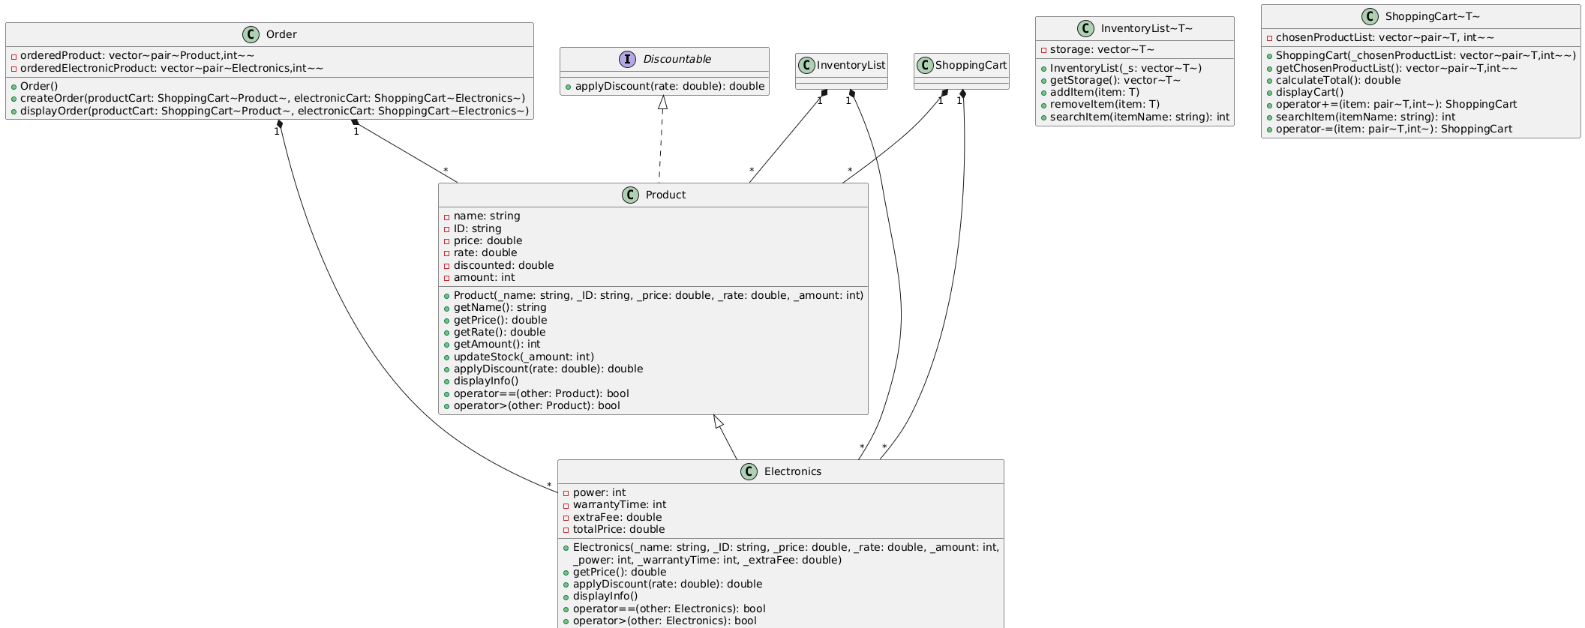 C Order
orderedProduct: vector~pair~Product,int~~
orderedElectronicProduct: vector~pair~Electronics,int~~
Order()
createOrder(productCart: ShoppingCart~Product~, electronicCart: ShoppingCart~Electronics~)
displayOrder(productCart: ShoppingCart~Product~, electronicCart: ShoppingCart~Electronics~)
I Discountable
applyDiscount(rate: double): double
C InventoryList
C ShoppingCart
C InventoryList~T~
storage: vector~T~
InventoryList(_s: vector~T~)
getStorage(): vector~T~
addItem(item: T)
removeItem(item: T)
searchItem(itemName: string): int
C ShoppingCart~T~
chosenProductList: vector~pair~T, int~~
ShoppingCart(_chosenProductList: vector~pair~T,int~~)
getChosenProductList(): vector~pair~T,int~~
calculateTotal(): double
displayCart()
operator+=(item: pair~T,int~): ShoppingCart
searchItem(itemName: string): int
operator-=(item: pair~T,int~): ShoppingCart
1 1 1 1 1 1
* * *
C Product
name: string
ID: string
price: double
rate: double
discounted: double
amount: int
Product(_name: string, _ID: string, _price: double, _rate: double, _amount: int)
getName(): string
getPrice(): double
getRate(): double
getAmount(): int
updateStock(_amount: int)
applyDiscount(rate: double): double
displayInfo()
operator==(other: Product): bool
operator>(other: Product): bool
* * *
C Electronics
power: int
warrantyTime: int
extraFee: double
totalPrice: double
Electronics(_name: string, _ID: string, _price: double, _rate: double, _amount: int,
_power: int, _warrantyTime: int, _extraFee: double)
getPrice(): double
applyDiscount(rate: double): double
displayInfo()
operator==(other: Electronics): bool
operator>(other: Electronics): bool